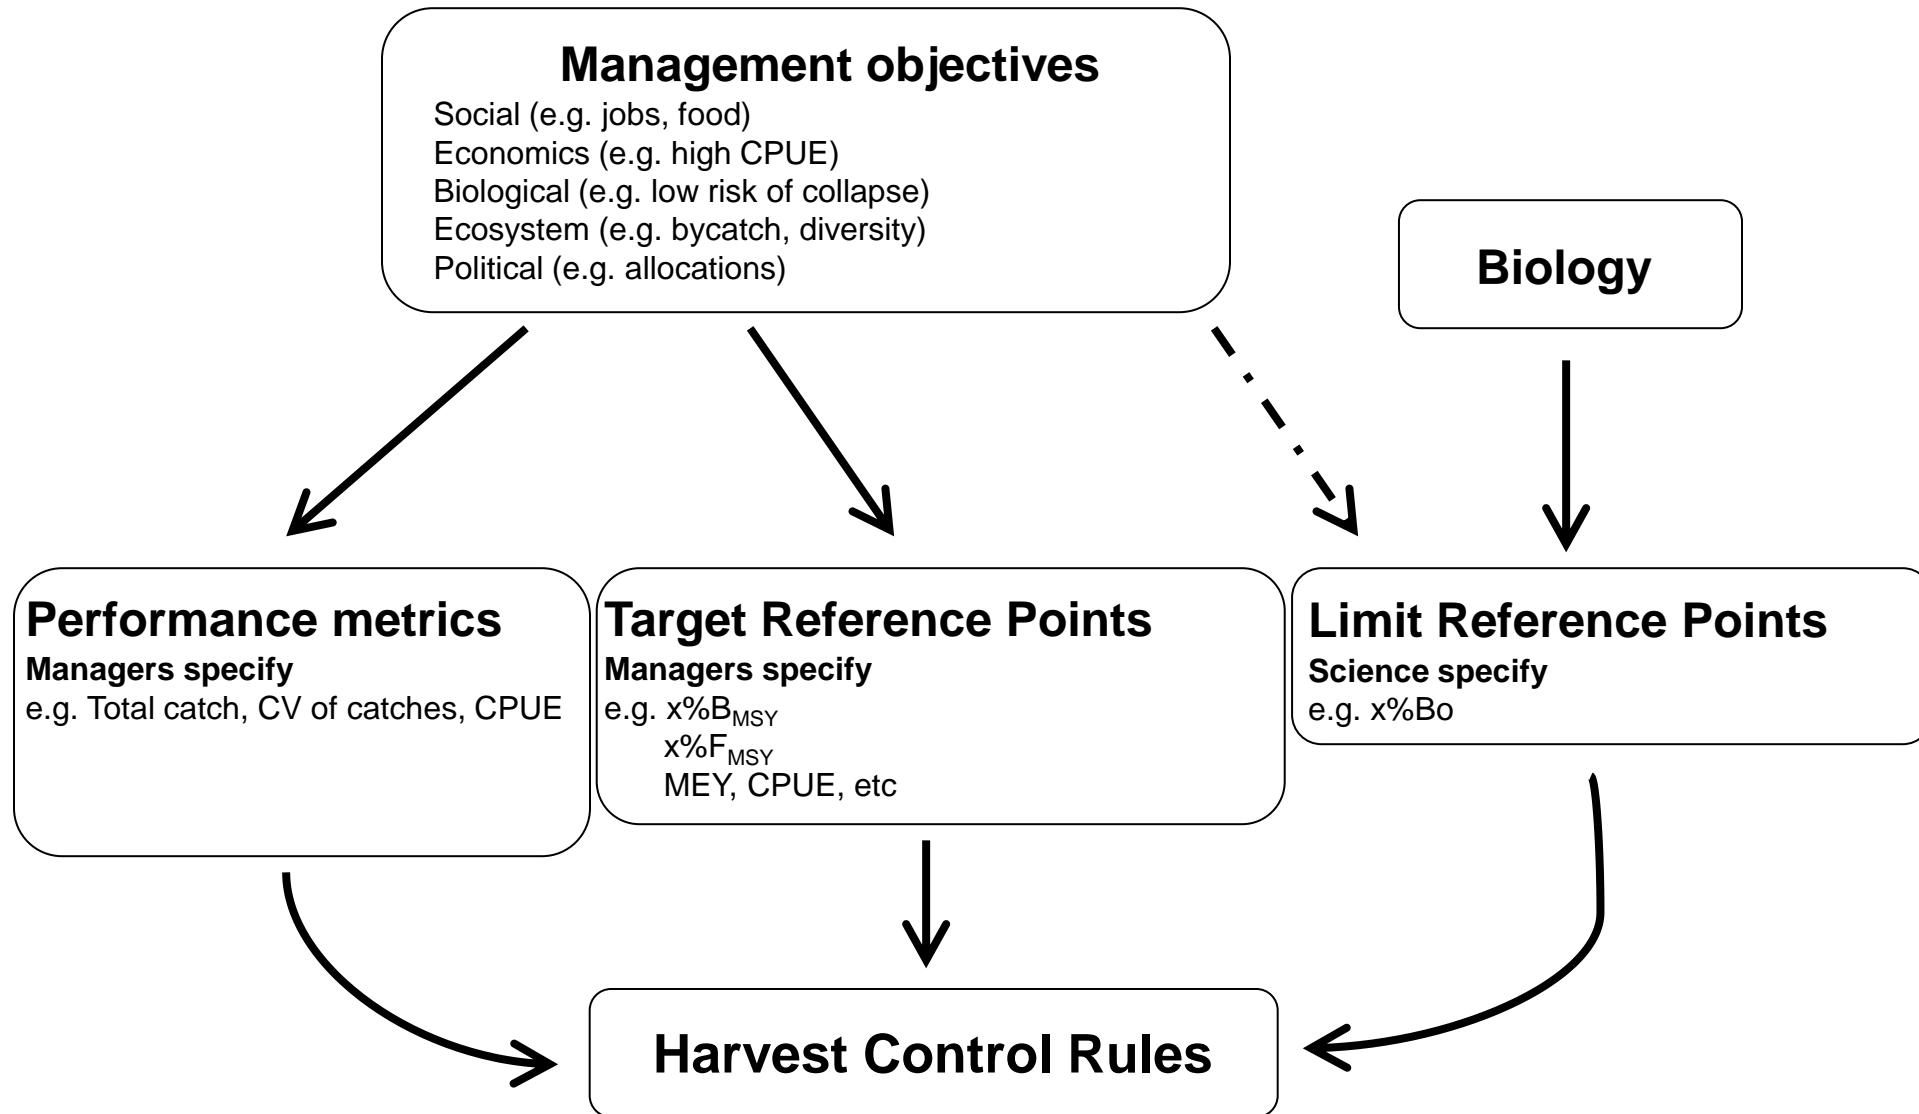 Management objectives
Social (e.g. jobs, food)
Economics (e.g. high CPUE)
Biological (e.g. low risk of collapse)
Ecosystem (e.g. bycatch, diversity)
Political (e.g. allocations)
Biology
Performance metrics
Managers specify
e.g. Total catch, CV of catches, CPUE
Target Reference Points
Managers specify
e.g. x%BMSY
x%FMSY
MEY, CPUE, etc
Limit Reference Points
Science specify
e.g. x%Bo
Harvest Control Rules